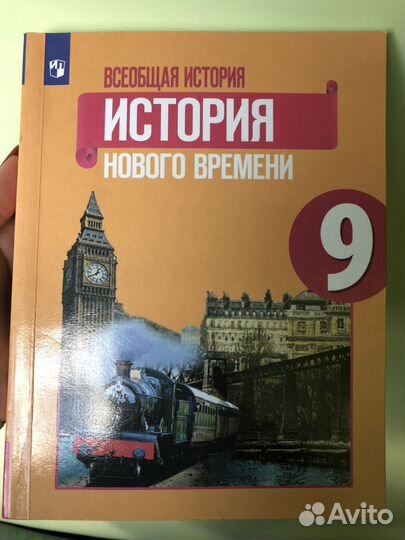 ВСЕОБЩАЯ ИСТОРИЯ
ИСТОРИЯ
НОВОГО ВРЕМЕНИ
9
Avito